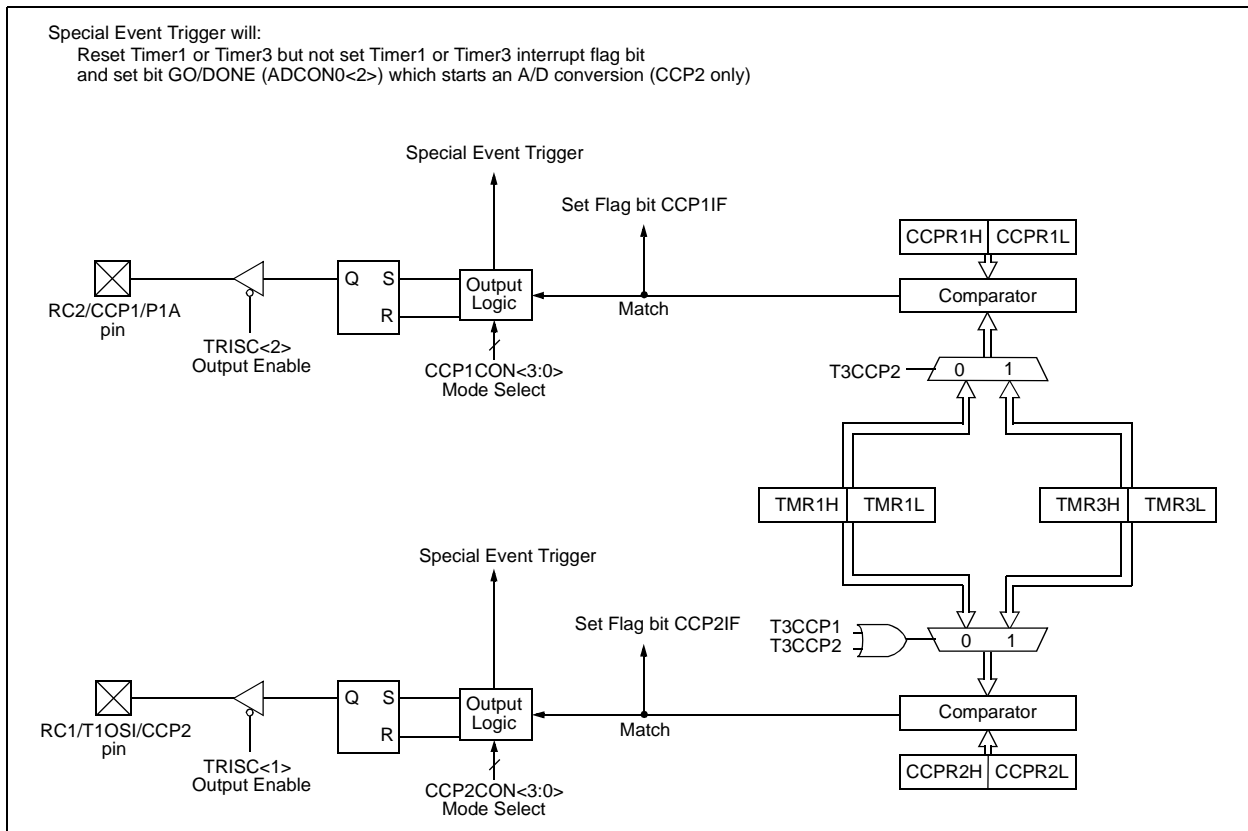 Special Event Trigger will:
Reset Timer1 or Timer3 but not set Timer1 or Timer3 interrupt flag bit
and set bit GO/DONE (ADCON0<2>) which starts an A/D conversion (CCP2 only)
Special Event Trigger
Set Flag bit CCP1IF
CCPR1H CCPR1L
Q S
R
Output
Logic
Comparator
Match
RC2/CCP1/P1A
pin
TRISC<2>
Output Enable
CCP1CON<3:0>
Mode Select
T3CCP2
0 1
TMR1H TMR1L
TMR3H TMR3L
Special Event Trigger
Set Flag bit CCP2IF
T3CCP1
T3CCP2
0 1
Q S
R
Output
Logic
Comparator
Match
RC1/T1OSI/CCP2
pin
TRISC<1>
Output Enable
CCP2CON<3:0>
Mode Select
CCPR2H CCPR2L